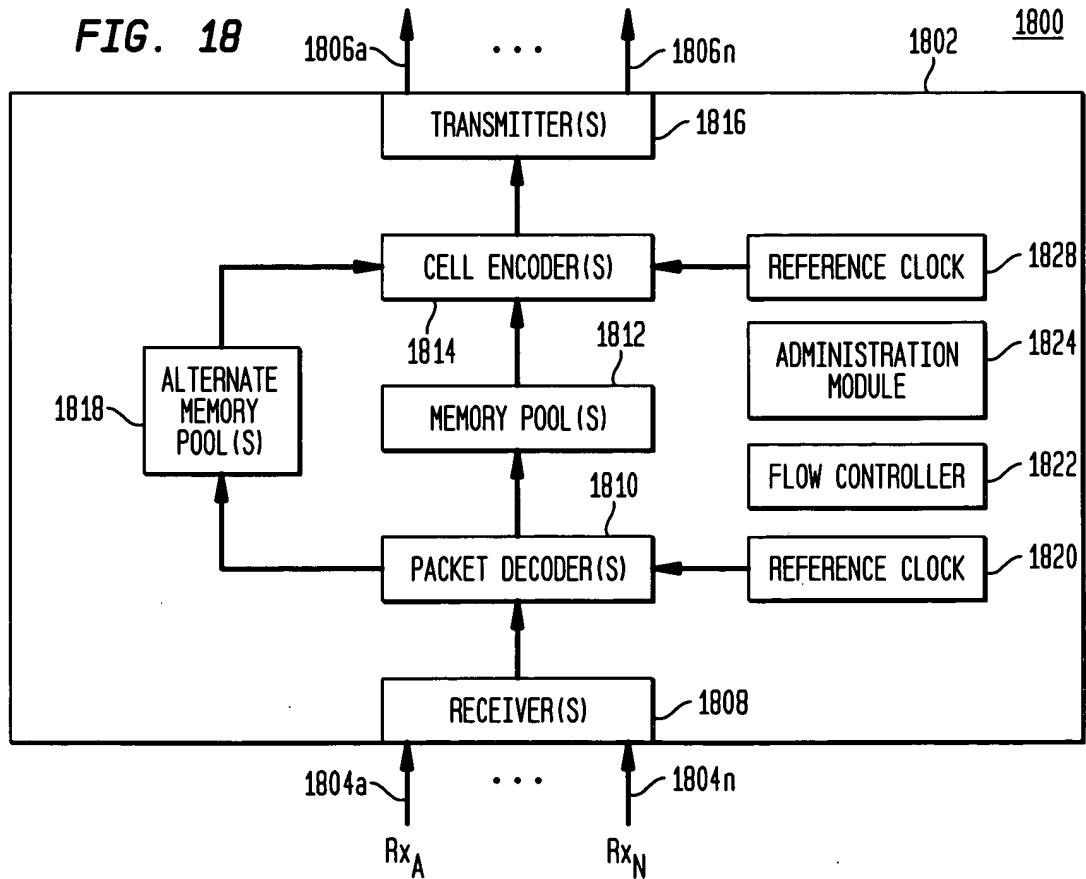 FIG. 18
1800
1806a
...
1806n
1802
TRANSMITTER(S)
1816
CELL ENCODER(S)
REFERENCE CLOCK
1828
1814
1812
ADMINISTRATION
MODULE
1824
1818
ALTERNATE
MEMORY
POOL(S)
MEMORY POOL(S)
1810
FLOW CONTROLLER
1822
PACKET DECODER(S)
REFERENCE CLOCK
1820
RECEIVER(S)
1808
1804a
...
1804n
RxA
RxN